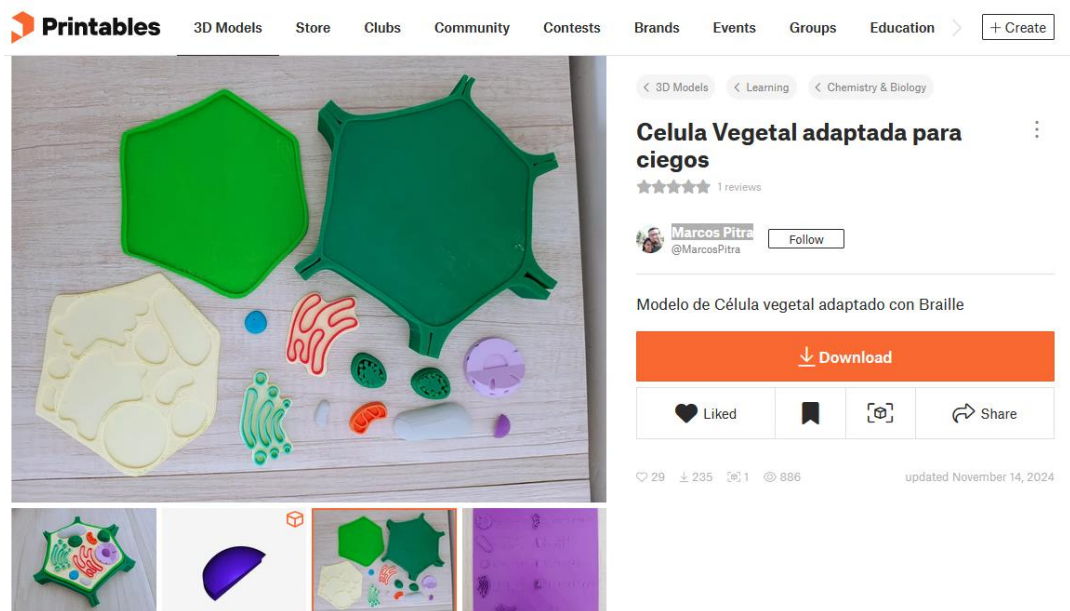 Printables
3D Models
Store
Clubs
Community
Contests
Brands
Events
Groups
Education
Create
3D Models
Learning
Chemistry & Biology
Celula Vegetal adaptada para
ciegos
1 reviews
Marcos Pitra
@MarcosPitra
Follow
Modelo de Célula vegetal adaptado con Braille
Download
Liked
Share
29
235
1
886
updated November 14, 2024